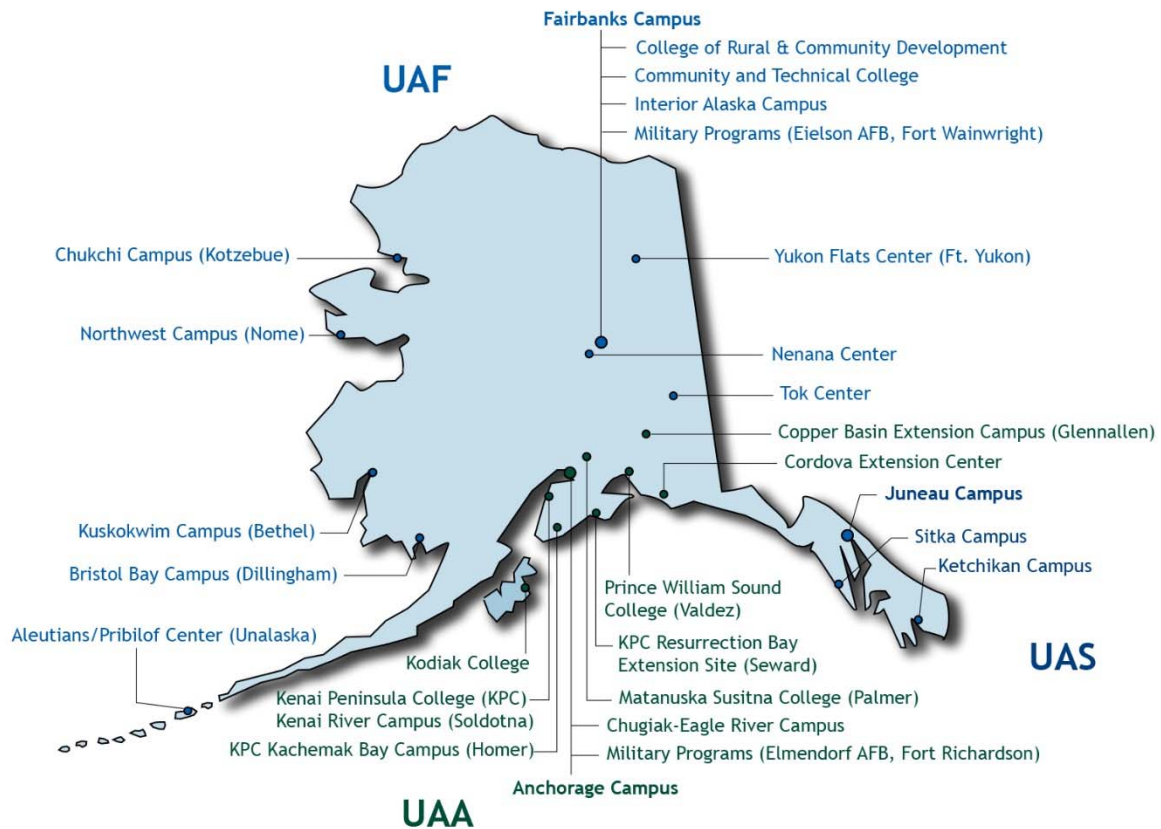 Fairbanks Campus
College of Rural & Community Development
Community and Technical College
Interior Alaska Campus
Military Programs (Eielson AFB, Fort Wainwright)
UAF
Chukchi Campus (Kotzebue)
Yukon Flats Center (Ft. Yukon)
Northwest Campus (Nome)
Nenana Center
Tok Center
Copper Basin Extension Campus (Glennallen)
Cordova Extension Center
Juneau Campus
Sitka Campus
Ketchikan Campus
Kuskokwim Campus (Bethel)
Bristol Bay Campus (Dillingham)
Prince William Sound
College (Valdez)
Aleutians/Pribilof Center (Unalaska)
KPC Resurrection Bay
Extension Site (Seward)
UAS
Kodiak College
Kenai Peninsula College (KPC)
Kenai River Campus (Soldotna)
Matanuska Susitna College (Palmer)
Chugiak-Eagle River Campus
KPC Kachemak Bay Campus (Homer)
Military Programs (Elmendorf AFB, Fort Richardson)
Anchorage Campus
UAA